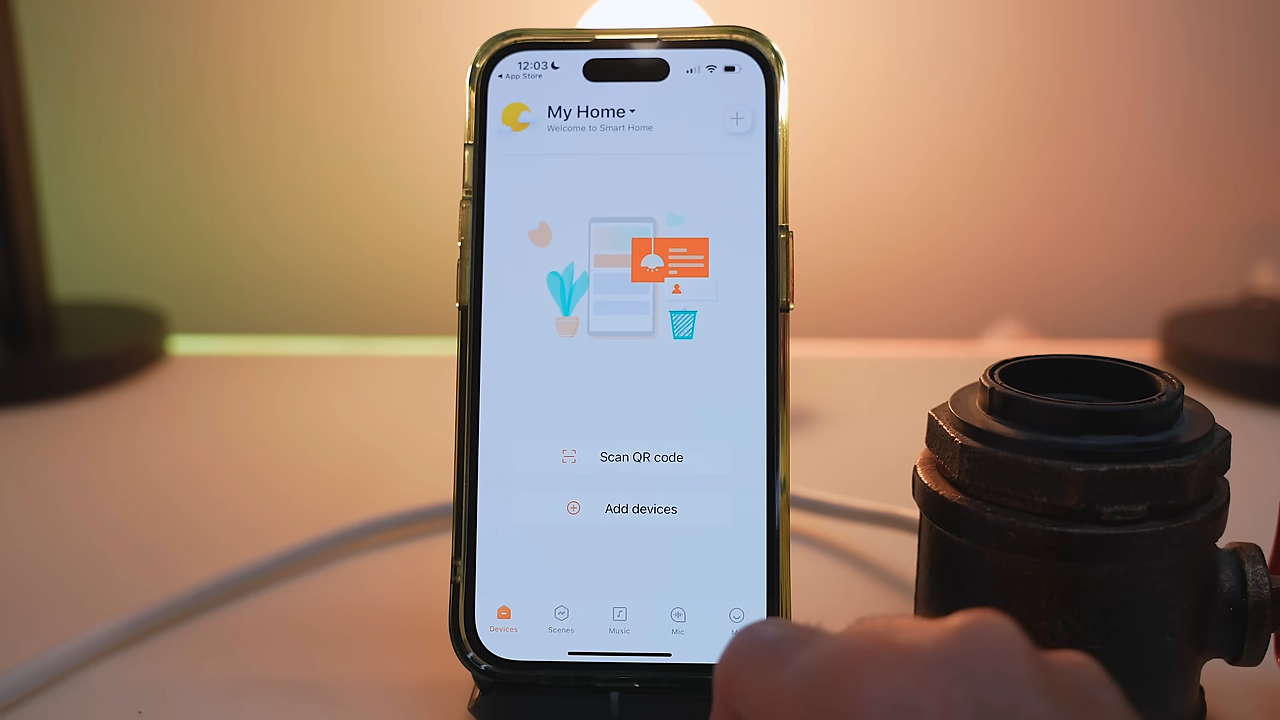 12:03
◀ App Store
My Home
Welcome to Smart Home
Scan QR code
Add devices
Devices
Scenes
Music
Mic